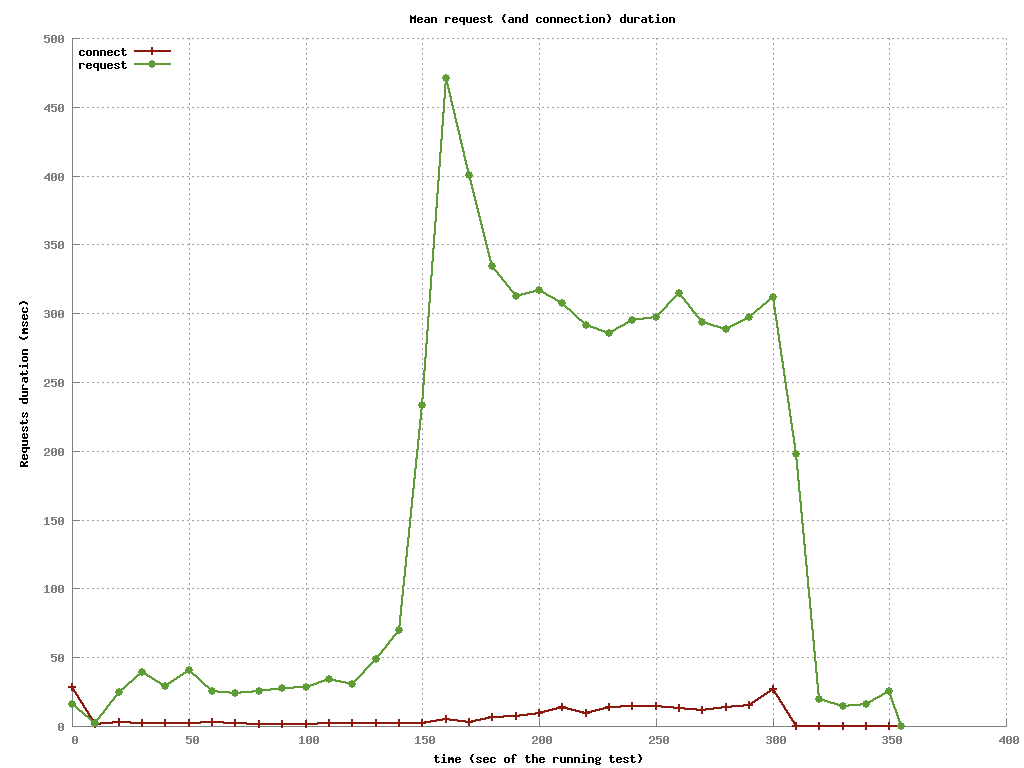 Mean request (and connection) duration
connect
request
500
450
400
350
300
250
200
150
100
50
0
Requests duration (msec)
0 50 100 150 200 250 300 350 400
time (sec of the running test)